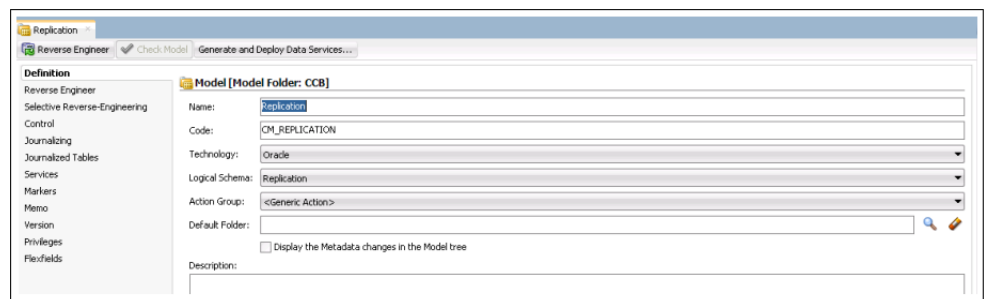 Replication
Reverse Engineer Check Model Generate and Deploy Data Services...
Definition
Reverse Engineer
Selective Reverse-Engineering
Control
Journalizing
Journalized Tables
Services
Markers
Memo
Version
Privileges
Flexfields
Model [Model Folder: CCB]
Name: Replication
Code: CM_REPLICATION
Technology: Oracle
Logical Schema: Replication
Action Group: <Generic Action>
Default Folder:
Display the Metadata changes in the Model tree
Description: